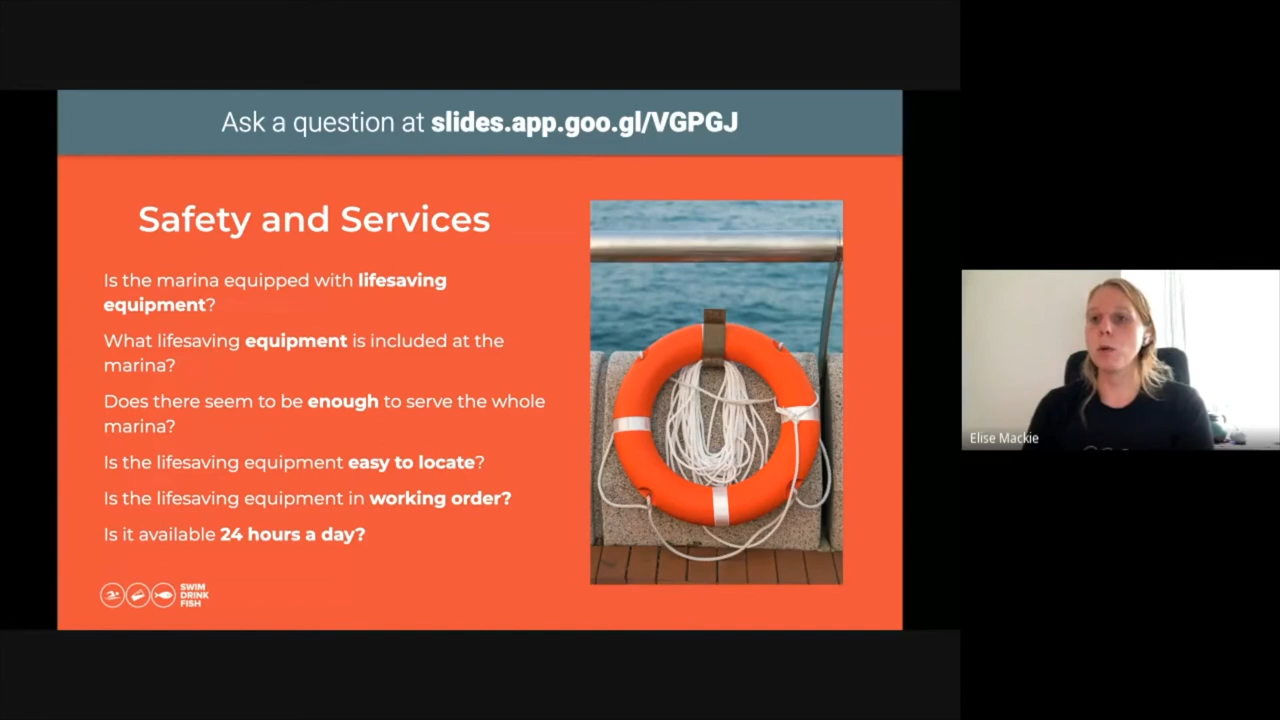 Ask a question at slides.app.goo.gl/VGPGJ
Safety and Services
Is the marina equipped with lifesaving
equipment?
What lifesaving equipment is included at the
marina?
Does there seem to be enough to serve the whole
marina?
Is the lifesaving equipment easy to locate?
Is the lifesaving equipment in working order?
Is it available 24 hours a day?
SWIM
DRINK
FISH
Elise Mackie